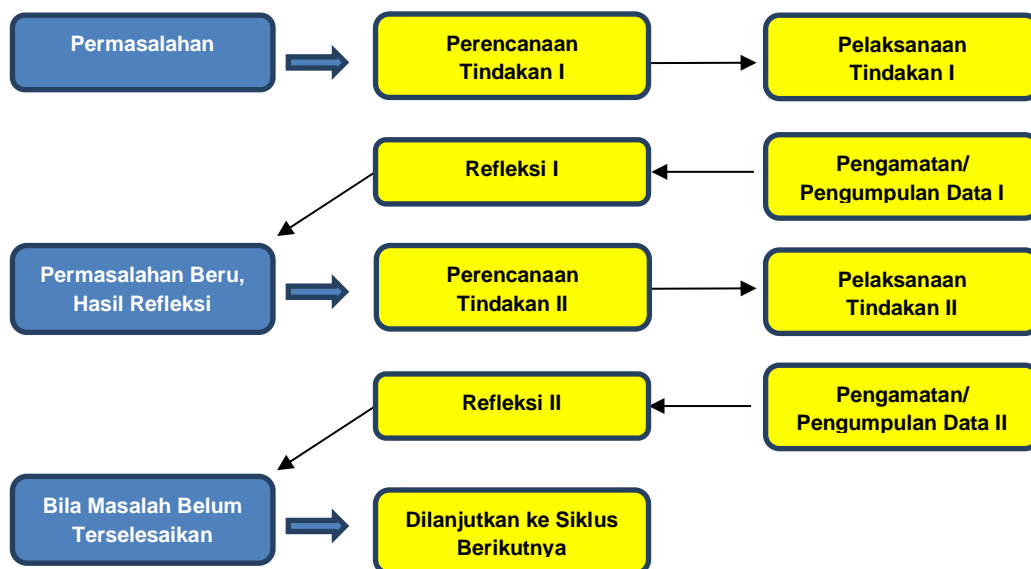 Permasalahan
Perencanaan
Tindakan I
Pelaksanaan
Tindakan I
Refleksi I
Pengamatan/
Pengumpulan Data I
Permasalahan Beru,
Hasil Refleksi
Perencanaan
Tindakan II
Pelaksanaan
Tindakan II
Refleksi II
Pengamatan/
Pengumpulan Data II
Bila Masalah Belum
Terselesaikan
Dilanjutkan ke Siklus
Berikutnya